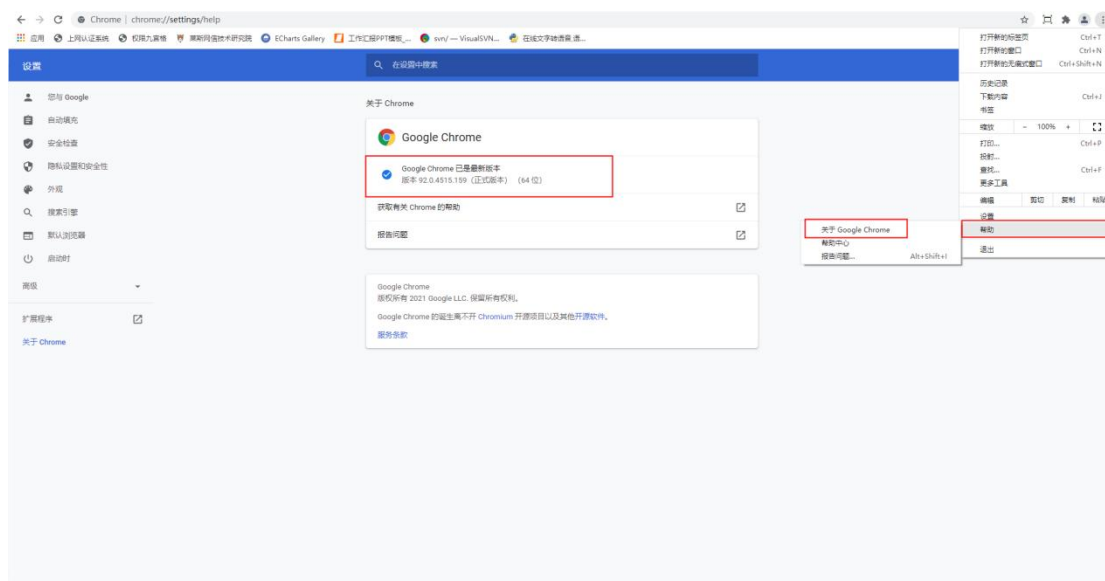 Chrome | chrome://settings/help
应用 上网认证系统 权限九宫格 莱斯网信技术研究院 ECharts Gallery 工作汇报PPT模板_... svn/ — VisualSVN... 在线文字转语音 语...
设置
在设置中搜索
您与 Google
自动填充
安全检查
隐私设置和安全性
外观
搜索引擎
默认浏览器
启动时
高级
扩展程序
关于 Chrome
关于 Chrome
Google Chrome
Google Chrome 已是最新版本
版本 92.0.4515.159（正式版本） （64 位）
获取有关 Chrome 的帮助
报告问题
Google Chrome
版权所有 2021 Google LLC. 保留所有权利。
Google Chrome 的诞生离不开 Chromium 开源项目以及其他开源软件。
服务条款
打开新的标签页 Ctrl+T
打开新的窗口 Ctrl+N
打开新的无痕式窗口 Ctrl+Shift+N
历史记录
下载内容 Ctrl+J
书签
缩放 - 100% +
打印... Ctrl+P
投射...
查找... Ctrl+F
更多工具
编辑 剪切 复制 粘贴
设置
帮助
退出
关于 Google Chrome
帮助中心
报告问题... Alt+Shift+I